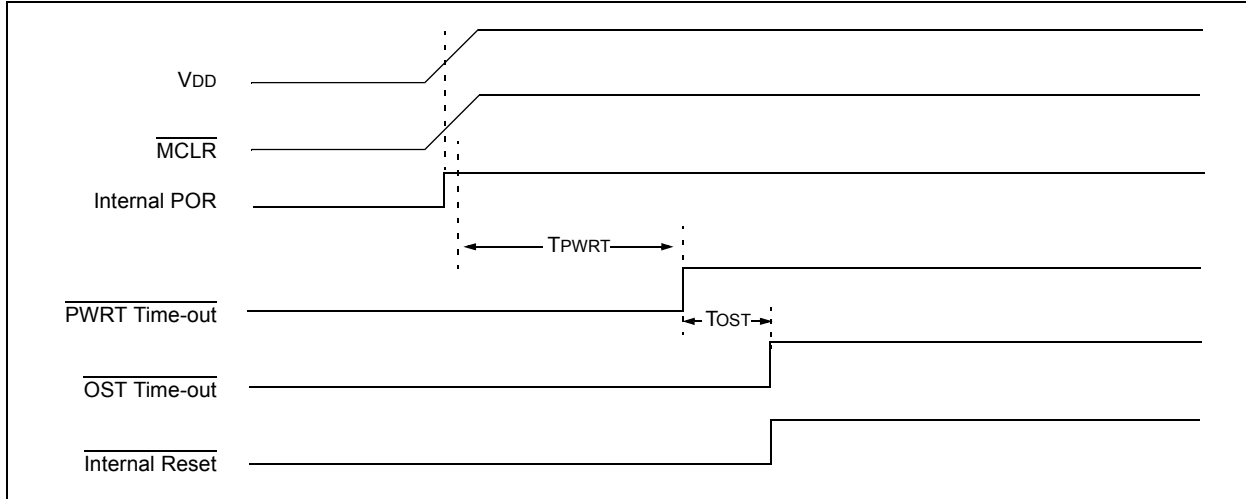 VDD
MCLR
Internal POR
TPWRT
PWRT Time-out
TOST
OST Time-out
Internal Reset